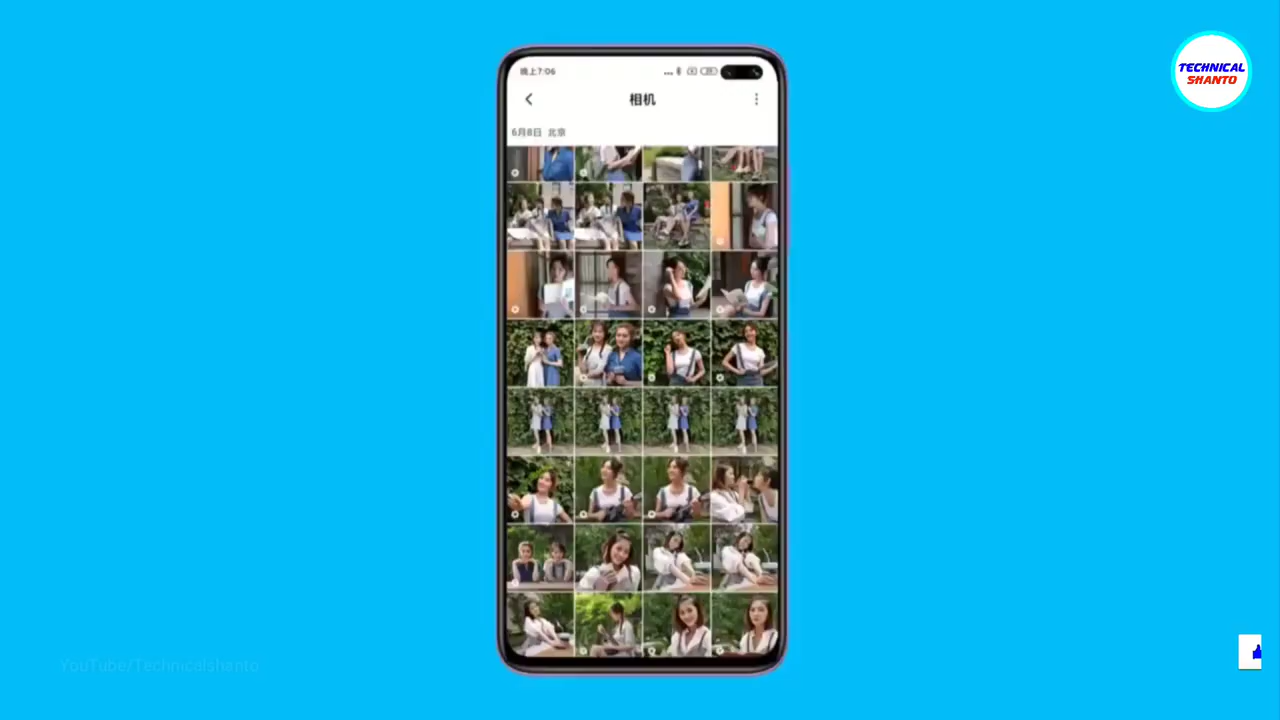 TECHNICAL
SHANTO
晚上7:06
相机
6月8日 北京
YouTube/Technicalshanto